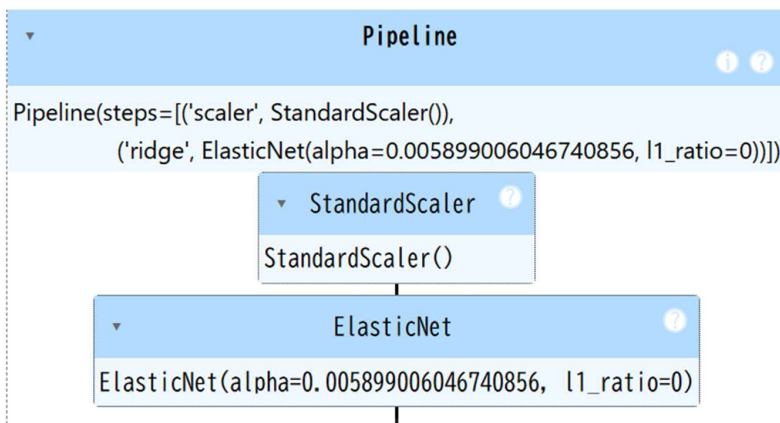 Pipeline
Pipeline(steps=[('scaler', StandardScaler()),
('ridge', ElasticNet(alpha=0.005899006046740856, l1_ratio=0))])
StandardScaler
StandardScaler()
ElasticNet
ElasticNet(alpha=0.005899006046740856, l1_ratio=0)